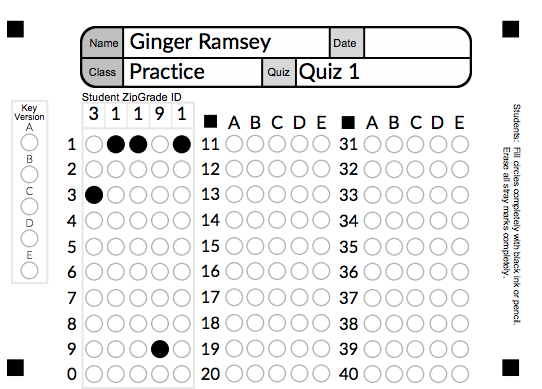 Name Ginger Ramsey Date
Class Practice Quiz Quiz 1
Student ZipGrade ID
3 1 1 9 1
Key Version
A
B
C
D
E
1
2
3
4
5
6
7
8
9
0
A B C D E
11
12
13
14
15
16
17
18
19
20
A B C D E
31
32
33
34
35
36
37
38
39
40
Students: Fill circles completely with black ink or pencil.
Erase all stray marks completely.